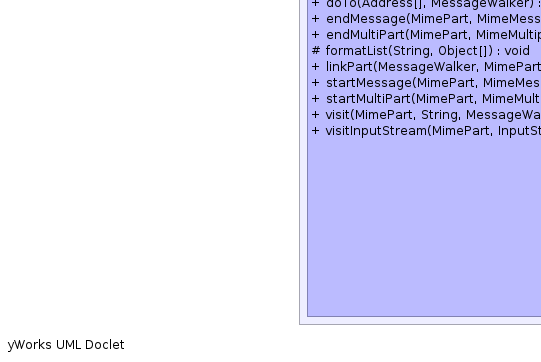 + doTo(Address[], MessageWalker) :
+ endMessage(MimePart, MimeMess
+ endMultiPart(MimePart, MimeMultip
# formatList(String, Object[]) : void
+ linkPart(MessageWalker, MimePart
+ startMessage(MimePart, MimeMes
+ startMultiPart(MimePart, MimeMult
+ visit(MimePart, String, MessageWa
+ visitInputStream(MimePart, InputSt
yWorks UML Doclet